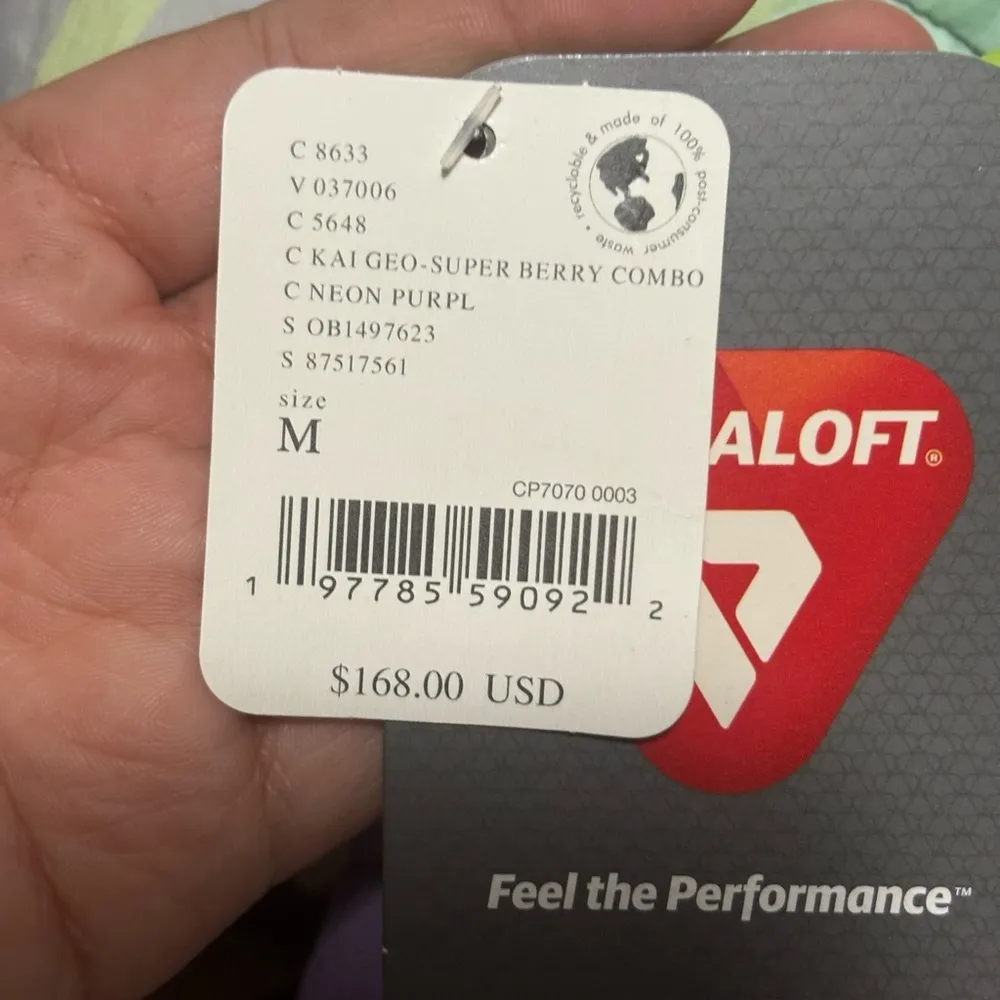 C 8633
V 037006
C 5648
C KAI GEO-SUPER BERRY COMBO
C NEON PURPL
S OB1497623
S 87517561
size
M
CP7070 0003
1 97785 59092 2
$168.00 USD
recyclable & made of 100% post-consumer waste •
ALOFT®
Feel the Performance™